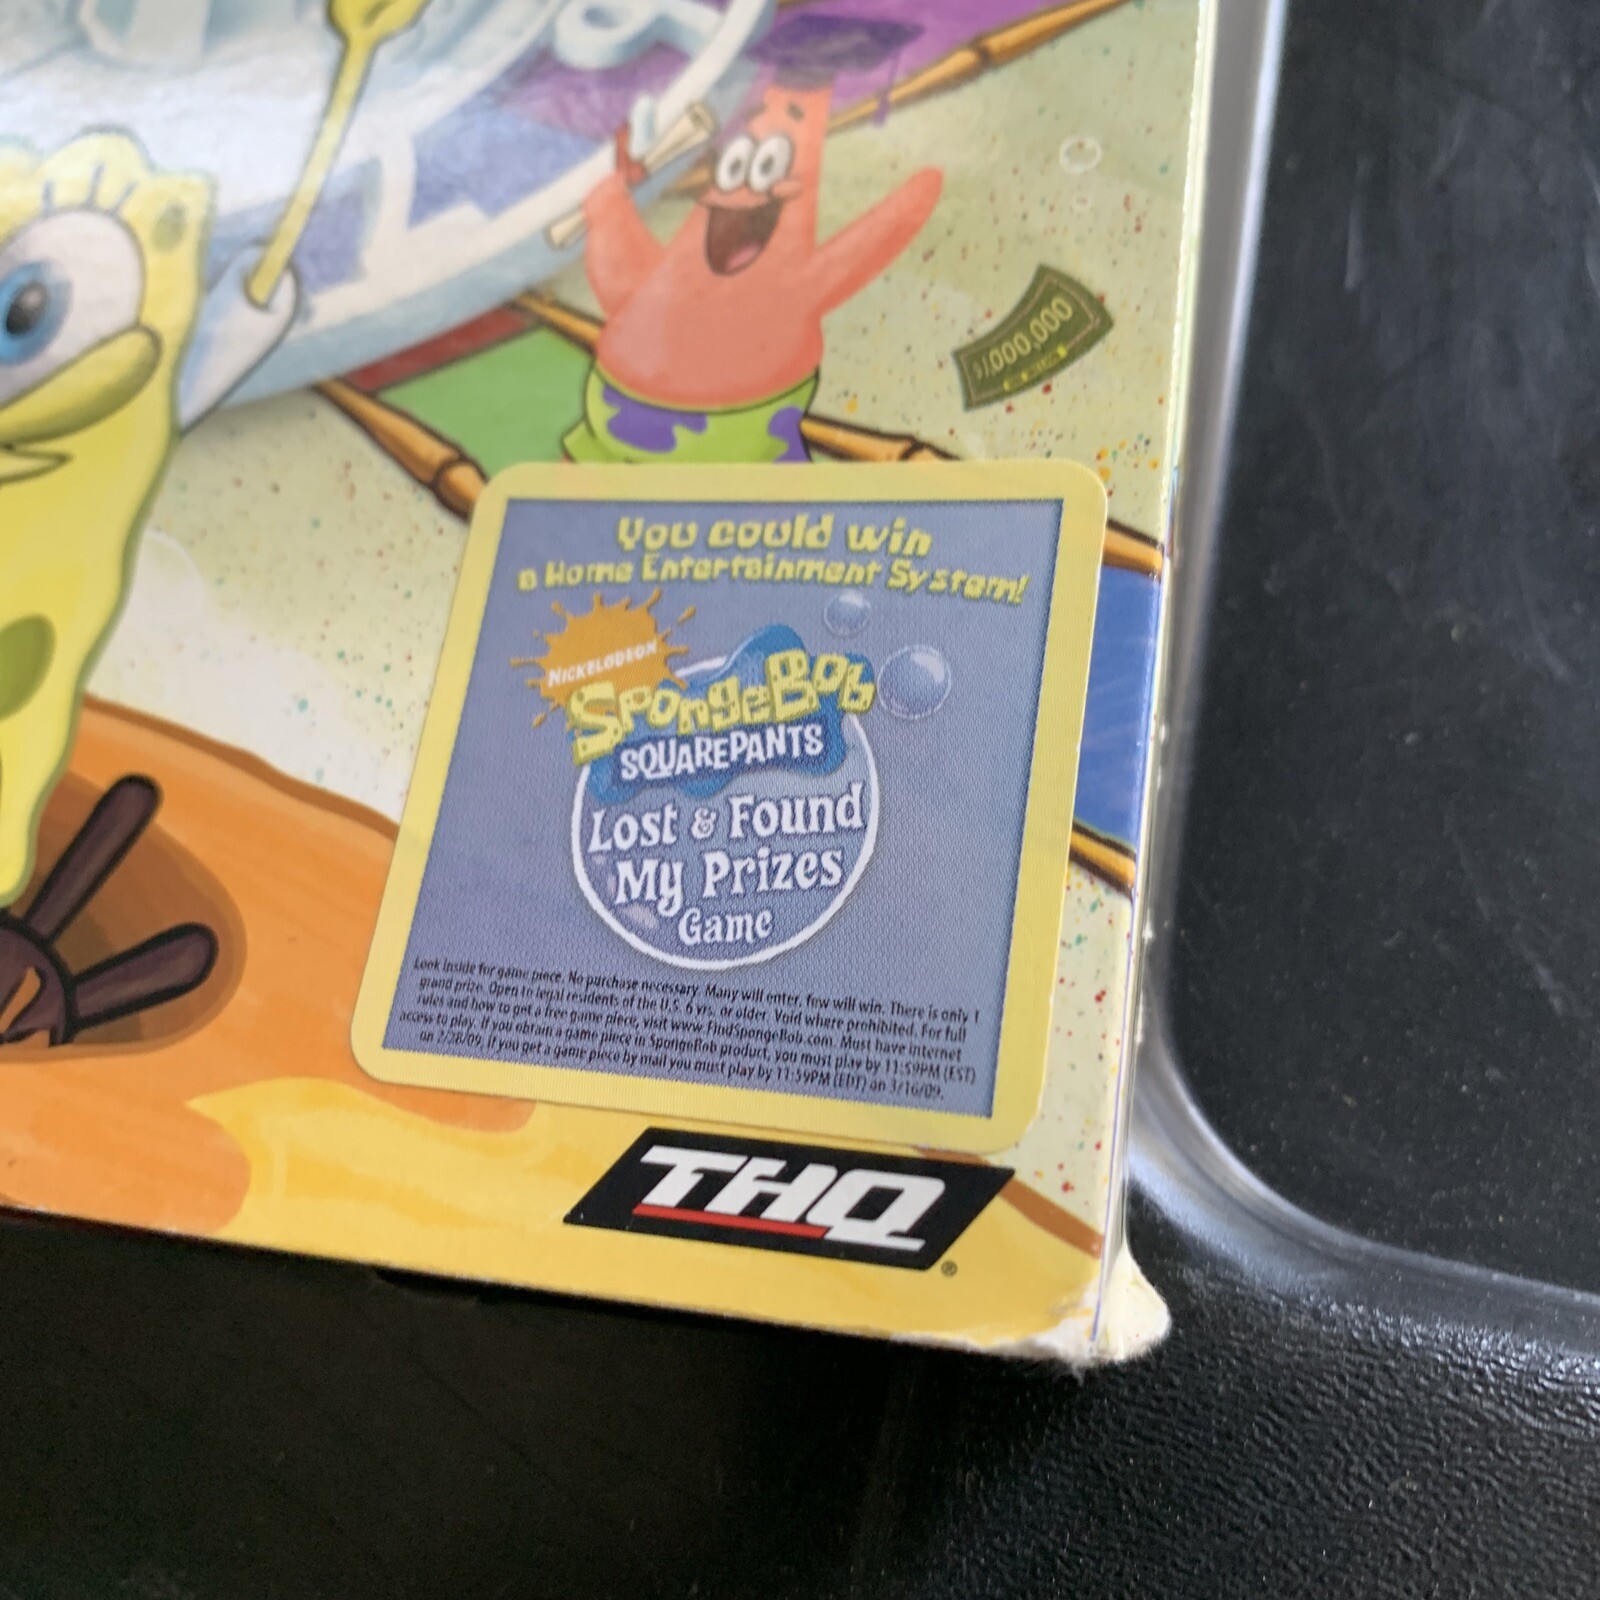 $1,000,000
You could win
a Home Entertainment System!
NICKELODEON
SPONGEBOB
SQUAREPANTS
Lost & Found
My Prizes
Game
Look inside for game piece. No purchase necessary. Many will enter, few will win. There is only 1
grand prize. Open to legal residents of the U.S. 6 yrs. or older. Void where prohibited. For full
rules and how to get a free game piece, visit www.FindSpongeBob.com. Must have internet
access to play. If you obtain a game piece in SpongeBob product, you must play by 11:59PM (EST)
on 2/28/09. If you get a game piece by mail you must play by 11:59PM (EDT) on 3/16/09.
THQ
®